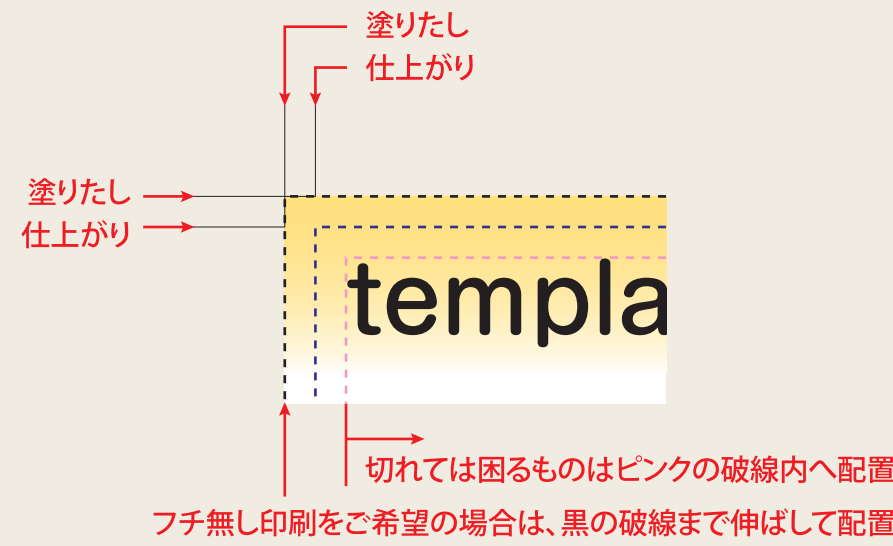 塗りたし
仕上がり
塗りたし
仕上がり
templa
切れては困るものはピンクの破線内へ配置
フチ無し印刷をご希望の場合は、黒の破線まで伸ばして配置